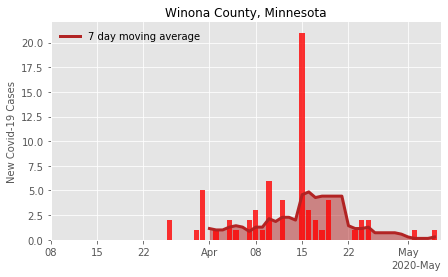 Winona County, Minnesota
7 day moving average
New Covid-19 Cases
20.0
17.5
15.0
12.5
10.0
7.5
5.0
2.5
0.0
08 15 22 Apr 08 15 22 May
2020-May